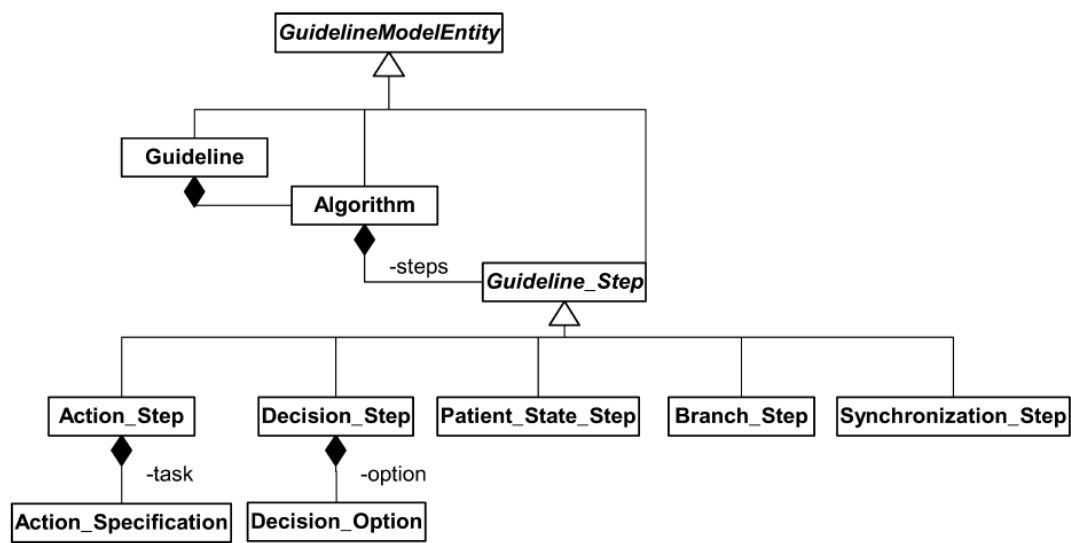 GuidelineModelEntity
Guideline
Algorithm
-steps
Guideline_Step
Action_Step
Decision_Step
Patient_State_Step
Branch_Step
Synchronization_Step
-task
-option
Action_Specification
Decision_Option